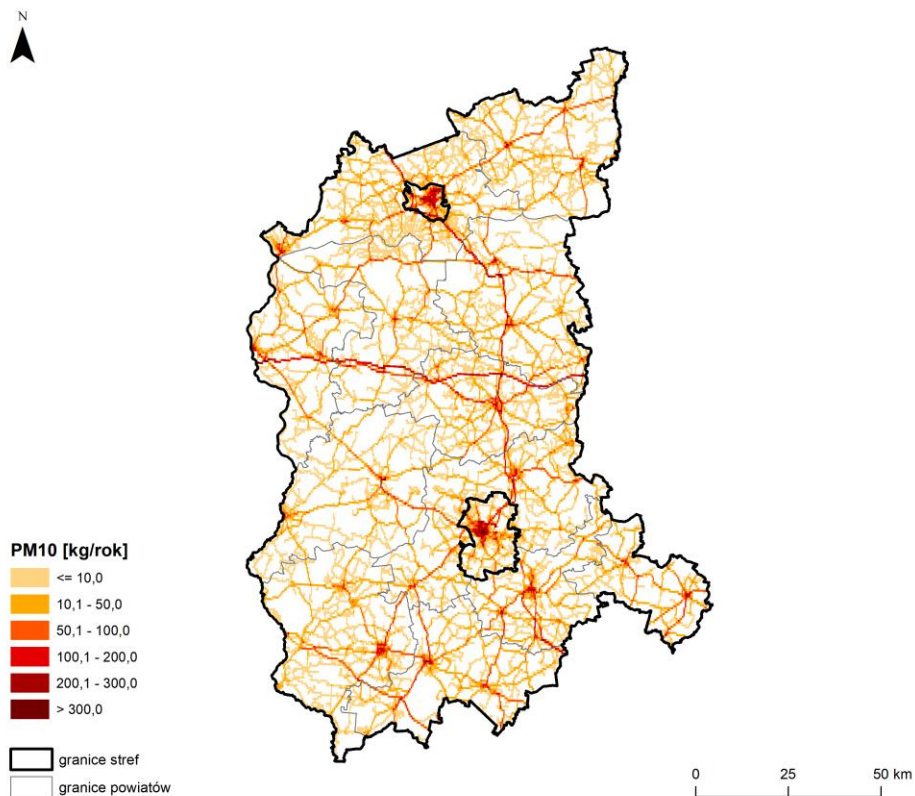 N
PM10 [kg/rok]
<= 10,0
10,1 - 50,0
50,1 - 100,0
100,1 - 200,0
200,1 - 300,0
> 300,0
granice stref
granice powiatów
0 25 50 km